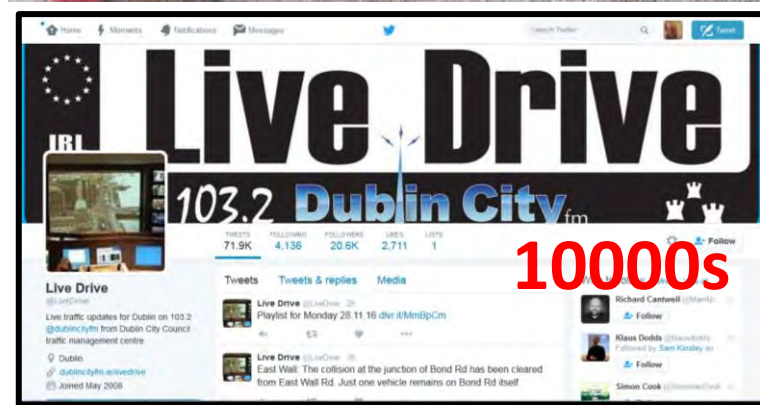 Home Moments Notifications Messages
Search Twitter
Tweet
IRL
Live Drive
103.2 Dublin City fm
TWEETS FOLLOWING FOLLOWERS LIKES LISTS
71.9K 4,136 20.6K 2,711 1
Follow
10000s
Live Drive
@LiveDrive
Live traffic updates for Dublin on 103.2
@dublincityfm from Dublin City Council
traffic management centre
Dublin
dublincityfm.ie/livedrive
Joined May 2008
Tweets Tweets & replies Media
Live Drive @LiveDrive 2h
Playlist for Monday 28.11.16 dlvr.it/MmBpCm
Live Drive @LiveDrive
East Wall: The collision at the junction of Bond Rd has been cleared
from East Wall Rd. Just one vehicle remains on Bond Rd itself
Richard Cantwell
Follow
Klaus Dodds @klausdodds
Followed by Sam Kinsley
Follow
Simon Cook